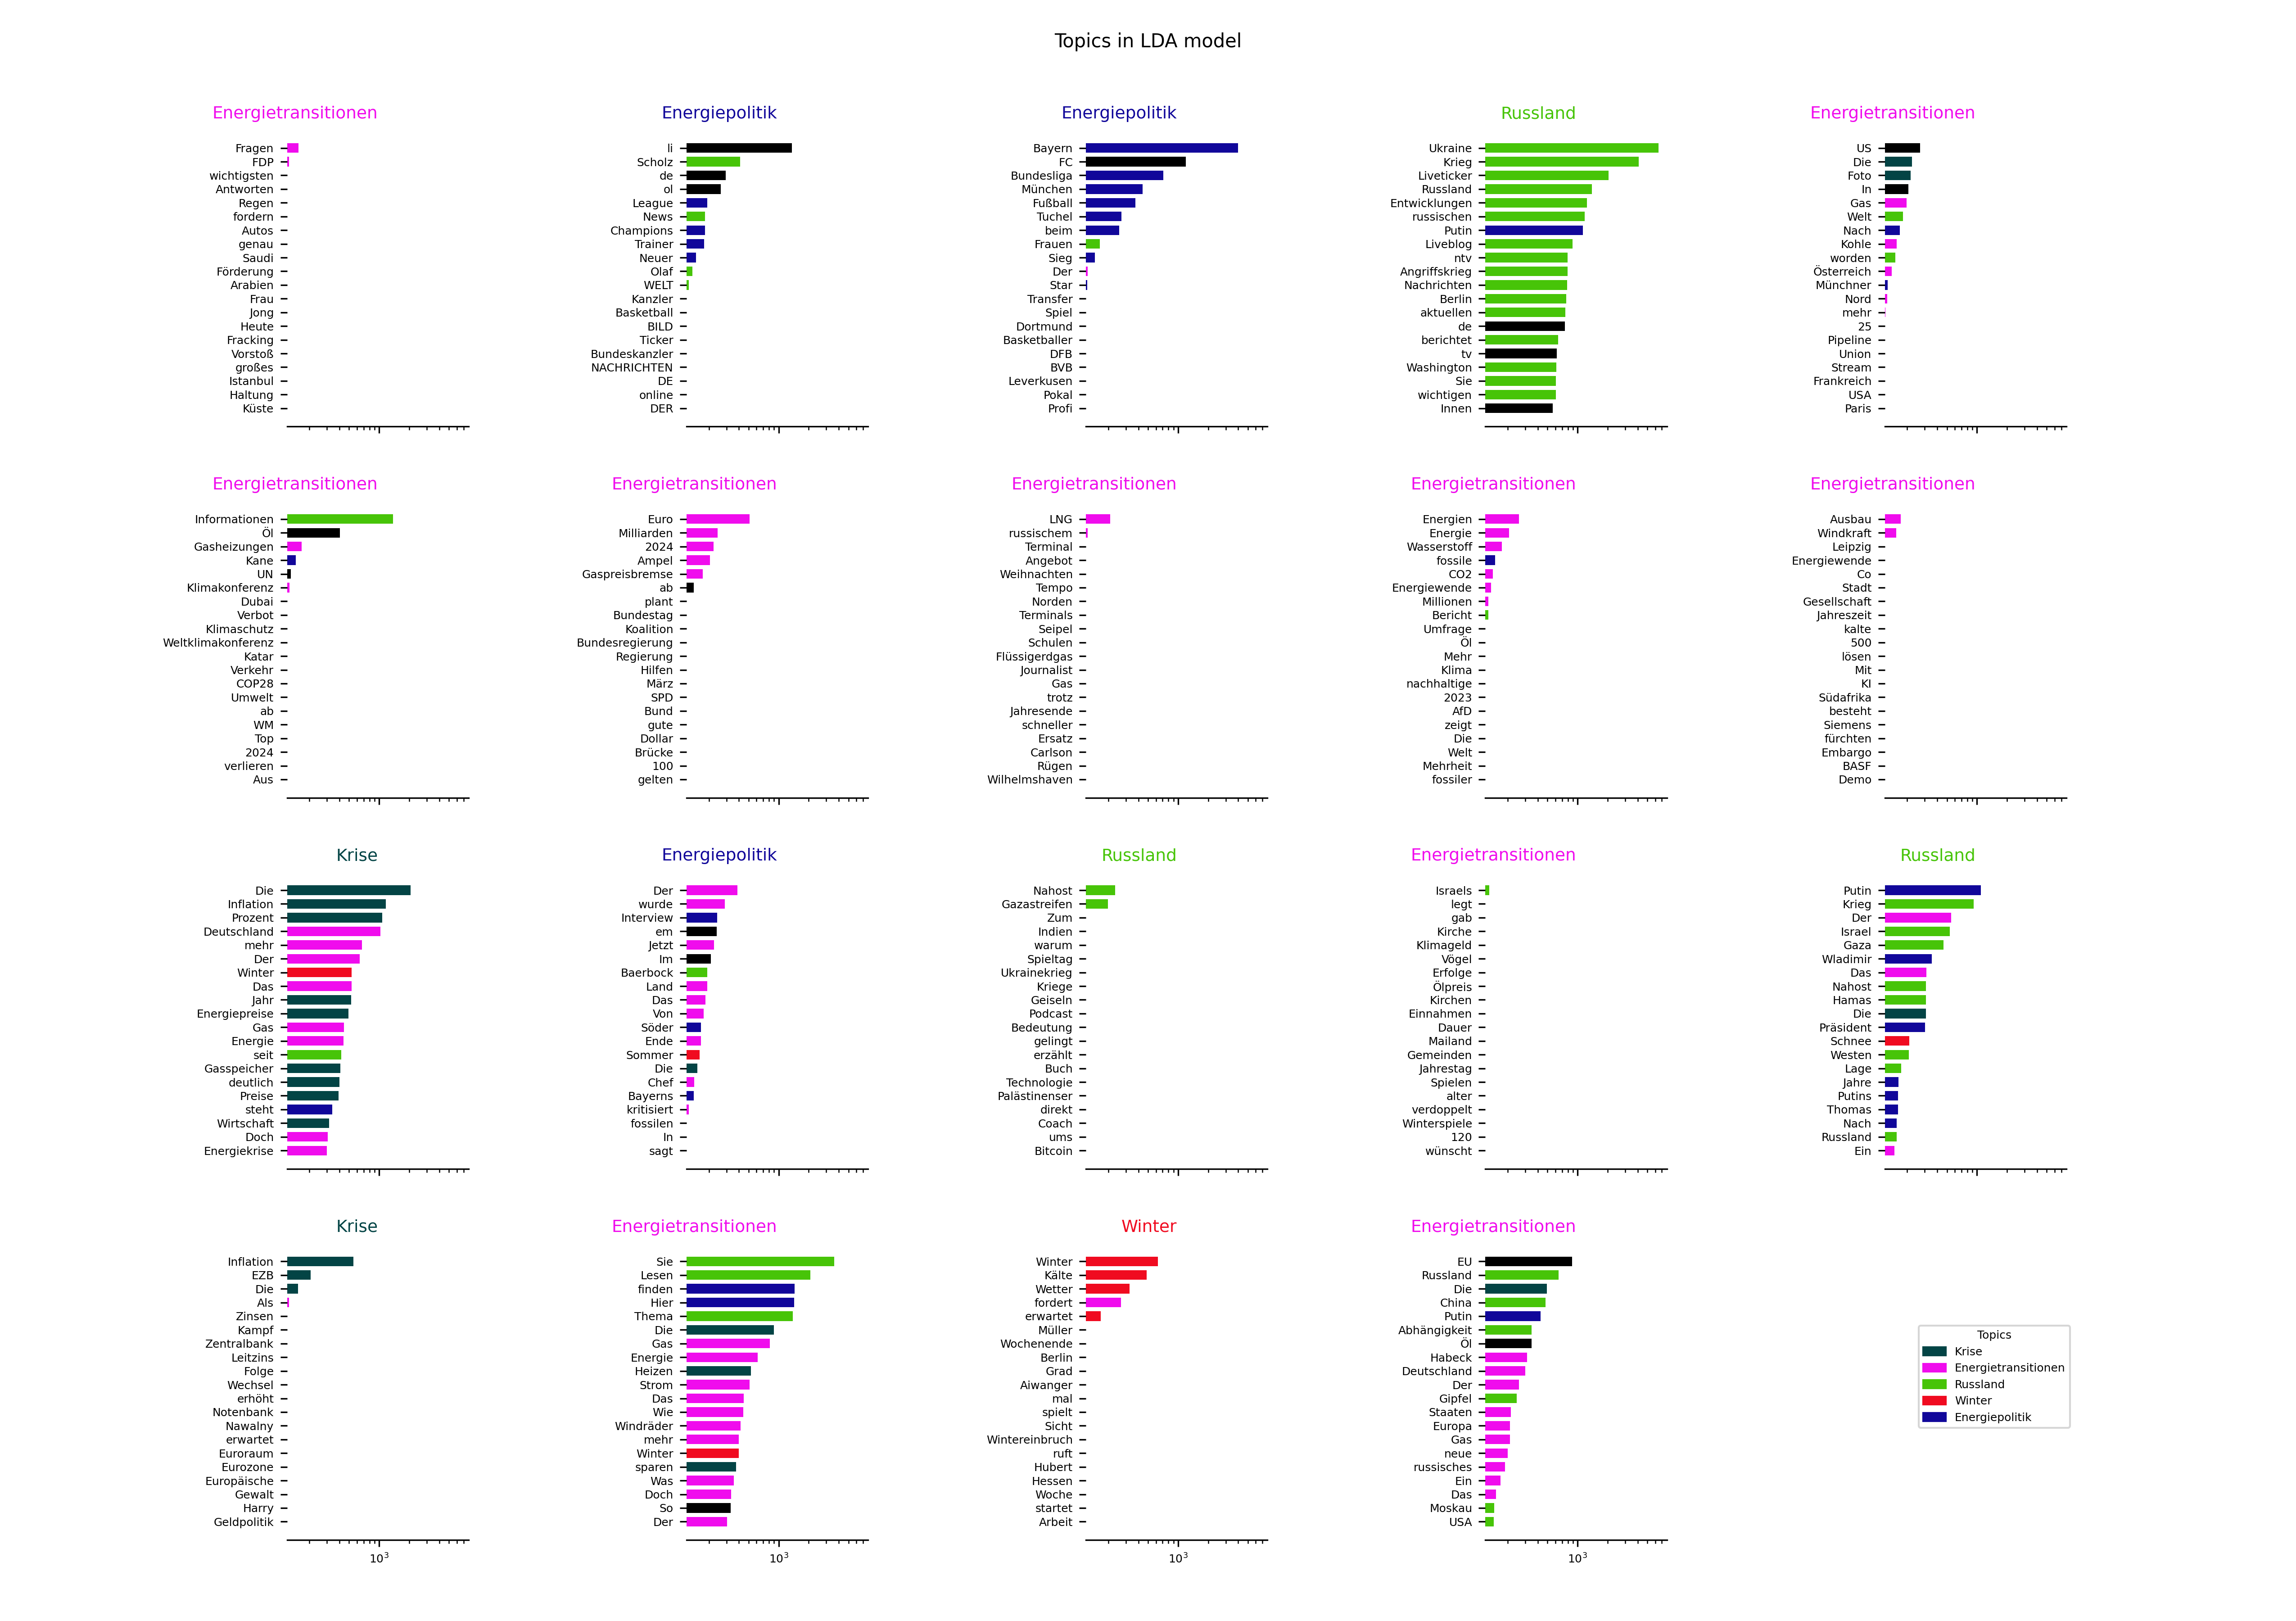 Topics in LDA model
Energietransitionen
Fragen
FDP
wichtigsten
Antworten
Regen
fordern
Autos
genau
Saudi
Förderung
Arabien
Frau
Jong
Heute
Fracking
Vorstoß
großes
Istanbul
Haltung
Küste
Energiepolitik
li
Scholz
de
ol
League
News
Champions
Trainer
Neuer
Olaf
WELT
Kanzler
Basketball
BILD
Ticker
Bundeskanzler
NACHRICHTEN
DE
online
DER
Energiepolitik
Bayern
FC
Bundesliga
München
Fußball
Tuchel
beim
Frauen
Sieg
Der
Star
Transfer
Spiel
Dortmund
Basketballer
DFB
BVB
Leverkusen
Pokal
Profi
Russland
Ukraine
Krieg
Liveticker
Russland
Entwicklungen
russischen
Putin
Liveblog
ntv
Angriffskrieg
Nachrichten
Berlin
aktuellen
de
berichtet
tv
Washington
Sie
wichtigen
Innen
Energietransitionen
US
Die
Foto
In
Gas
Welt
Nach
Kohle
worden
Österreich
Münchner
Nord
mehr
25
Pipeline
Union
Stream
Frankreich
USA
Paris
Energietransitionen
Informationen
Öl
Gasheizungen
Kane
UN
Klimakonferenz
Dubai
Verbot
Klimaschutz
Weltklimakonferenz
Katar
Verkehr
COP28
Umwelt
ab
WM
Top
2024
verlieren
Aus
Energietransitionen
Euro
Milliarden
2024
Ampel
Gaspreisbremse
ab
plant
Bundestag
Koalition
Bundesregierung
Regierung
Hilfen
März
SPD
Bund
gute
Dollar
Brücke
100
gelten
Energietransitionen
LNG
russischem
Terminal
Angebot
Weihnachten
Tempo
Norden
Terminals
Seipel
Schulen
Flüssigerdgas
Journalist
Gas
trotz
Jahresende
schneller
Ersatz
Carlson
Rügen
Wilhelmshaven
Energietransitionen
Energien
Energie
Wasserstoff
fossile
CO2
Energiewende
Millionen
Bericht
Umfrage
Öl
Mehr
Klima
nachhaltige
2023
AfD
zeigt
Die
Welt
Mehrheit
fossiler
Energietransitionen
Ausbau
Windkraft
Leipzig
Energiewende
Co
Stadt
Gesellschaft
Jahreszeit
kalte
500
lösen
Mit
KI
Südafrika
besteht
Siemens
fürchten
Embargo
BASF
Demo
Krise
Die
Inflation
Prozent
Deutschland
mehr
Der
Winter
Das
Jahr
Energiepreise
Gas
Energie
seit
Gasspeicher
deutlich
Preise
steht
Wirtschaft
Doch
Energiekrise
Energiepolitik
Der
wurde
Interview
em
Jetzt
Im
Baerbock
Land
Das
Von
Söder
Ende
Sommer
Die
Chef
Bayerns
kritisiert
fossilen
In
sagt
Russland
Nahost
Gazastreifen
Zum
Indien
warum
Spieltag
Ukrainekrieg
Kriege
Geiseln
Podcast
Bedeutung
gelingt
erzählt
Buch
Technologie
Palästinenser
direkt
Coach
ums
Bitcoin
Energietransitionen
Israels
legt
gab
Kirche
Klimageld
Vögel
Erfolge
Ölpreis
Kirchen
Einnahmen
Dauer
Mailand
Gemeinden
Jahrestag
Spielen
alter
verdoppelt
Winterspiele
120
wünscht
Russland
Putin
Krieg
Der
Israel
Gaza
Wladimir
Das
Nahost
Hamas
Die
Präsident
Schnee
Westen
Lage
Jahre
Putins
Thomas
Nach
Russland
Ein
Krise
Inflation
EZB
Die
Als
Zinsen
Kampf
Zentralbank
Leitzins
Folge
Wechsel
erhöht
Notenbank
Nawalny
erwartet
Euroraum
Eurozone
Europäische
Gewalt
Harry
Geldpolitik
10³
Energietransitionen
Sie
Lesen
finden
Hier
Thema
Die
Gas
Energie
Heizen
Strom
Das
Wie
Windräder
mehr
Winter
sparen
Was
Doch
So
Der
10³
Winter
Winter
Kälte
Wetter
fordert
erwartet
Müller
Wochenende
Berlin
Grad
Aiwanger
mal
spielt
Sicht
Wintereinbruch
ruft
Hubert
Hessen
Woche
startet
Arbeit
10³
Energietransitionen
EU
Russland
Die
China
Putin
Abhängigkeit
Öl
Habeck
Deutschland
Der
Gipfel
Staaten
Europa
Gas
neue
russisches
Ein
Das
Moskau
USA
10³
Topics
Krise
Energietransitionen
Russland
Winter
Energiepolitik